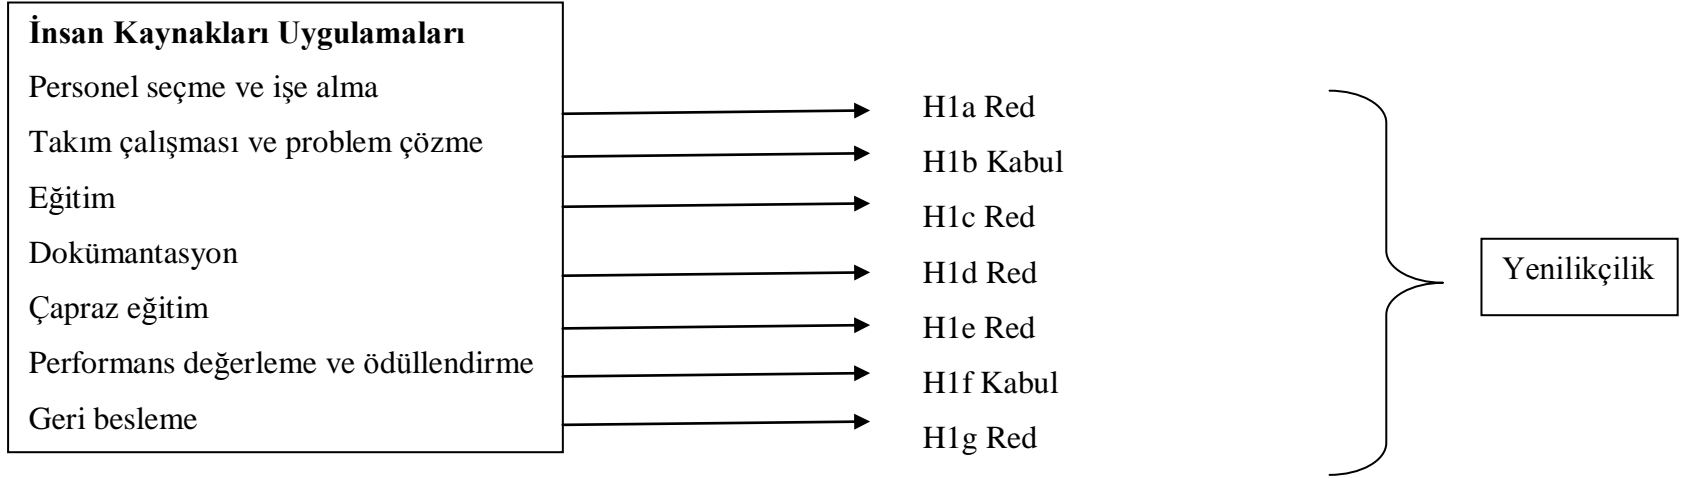 İnsan Kaynakları Uygulamaları
Personel seçme ve işe alma
Takım çalışması ve problem çözme
Eğitim
Dokümantasyon
Çapraz eğitim
Performans değerleme ve ödüllendirme
Geri besleme
H1a Red
H1b Kabul
H1c Red
H1d Red
H1e Red
H1f Kabul
H1g Red
Yenilikçilik